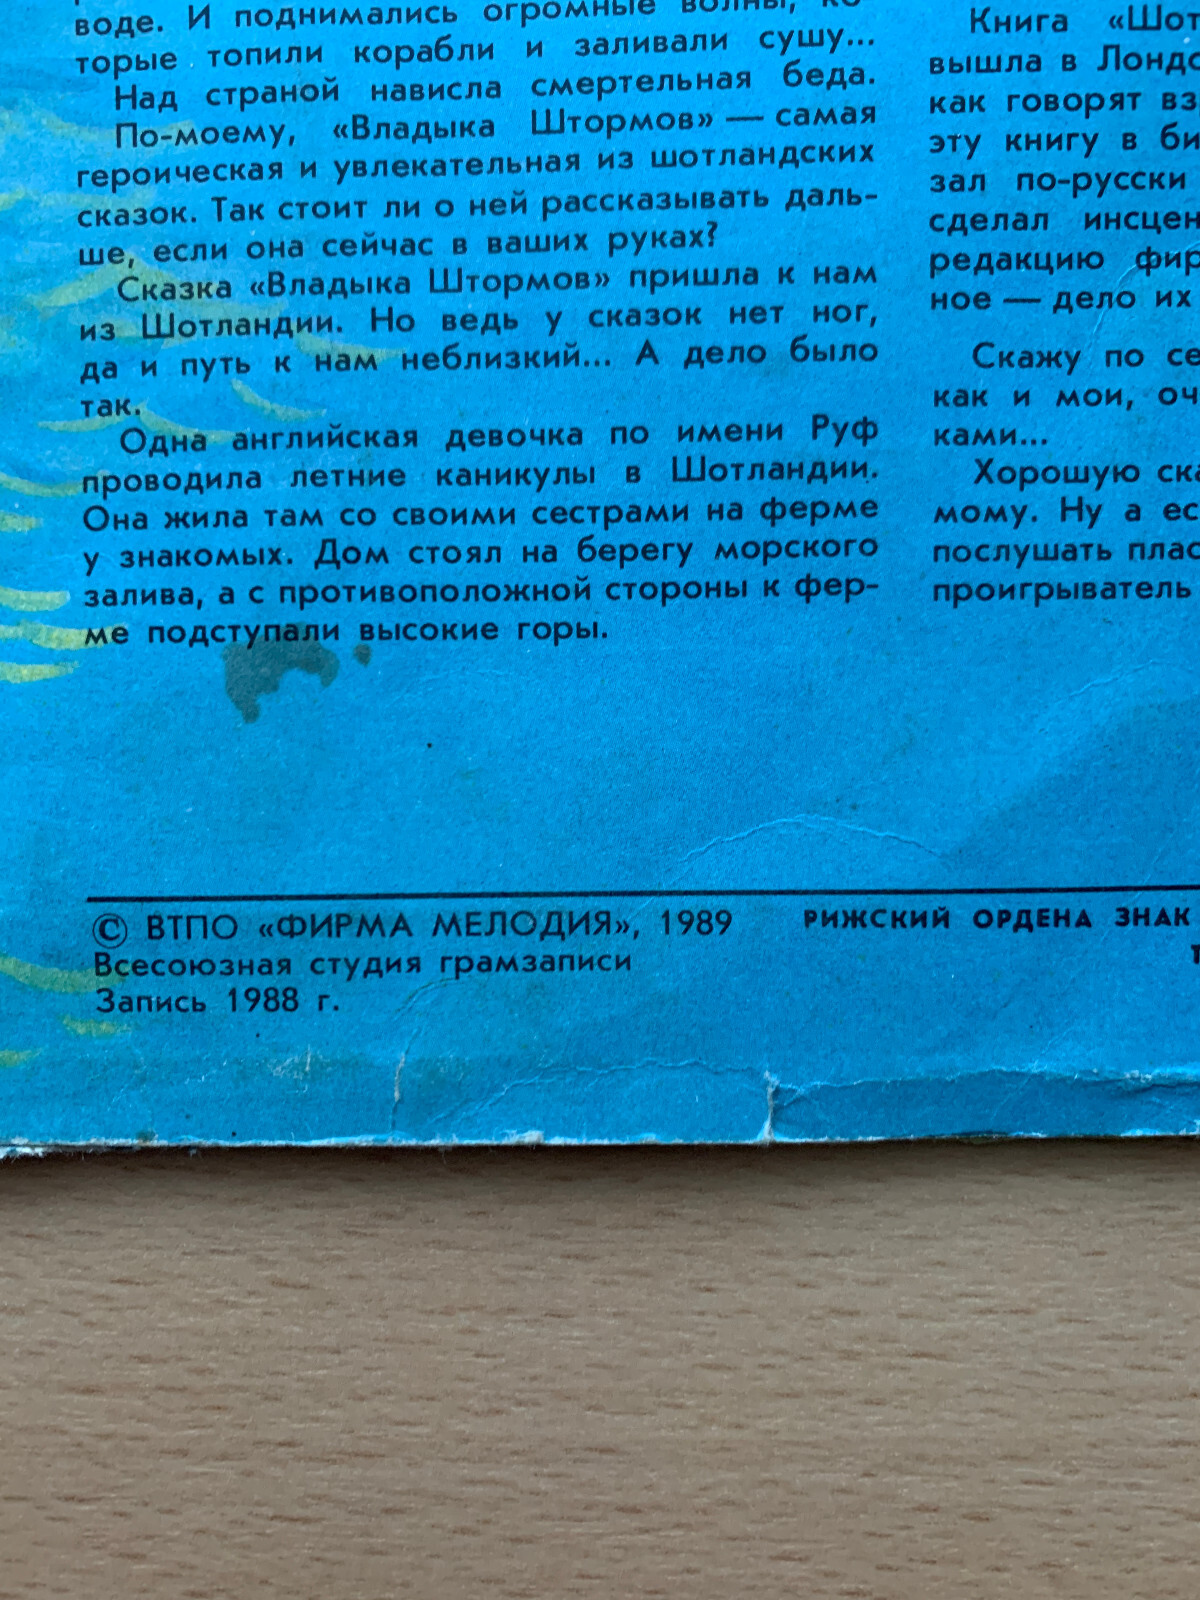 воде. И поднимались огромные волны, ко-
торые топили корабли и заливали сушу...
Над страной нависла смертельная беда.
По-моему, «Владыка Штормов» — самая
героическая и увлекательная из шотландских
сказок. Так стоит ли о ней рассказывать даль-
ше, если она сейчас в ваших руках?
Сказка «Владыка Штормов» пришла к нам
из Шотландии. Но ведь у сказок нет ног,
да и путь к нам неблизкий... А дело было
так.
Одна английская девочка по имени Руф
проводила летние каникулы в Шотландии.
Она жила там со своими сестрами на ферме
у знакомых. Дом стоял на берегу морского
залива, а с противоположной стороны к фер-
ме подступали высокие горы.
Книга «Шот
вышла в Лондо
как говорят вз
эту книгу в би
зал по-русски
сделал инсцен
редакцию фир
ное — дело их
Скажу по се
как и мои, оч
ками...
Хорошую ска
мому. Ну а ес
послушать плас
проигрыватель
© ВТПО «ФИРМА МЕЛОДИЯ», 1989
Всесоюзная студия грамзаписи
Запись 1988 г.
РИЖСКИЙ ОРДЕНА ЗНАК